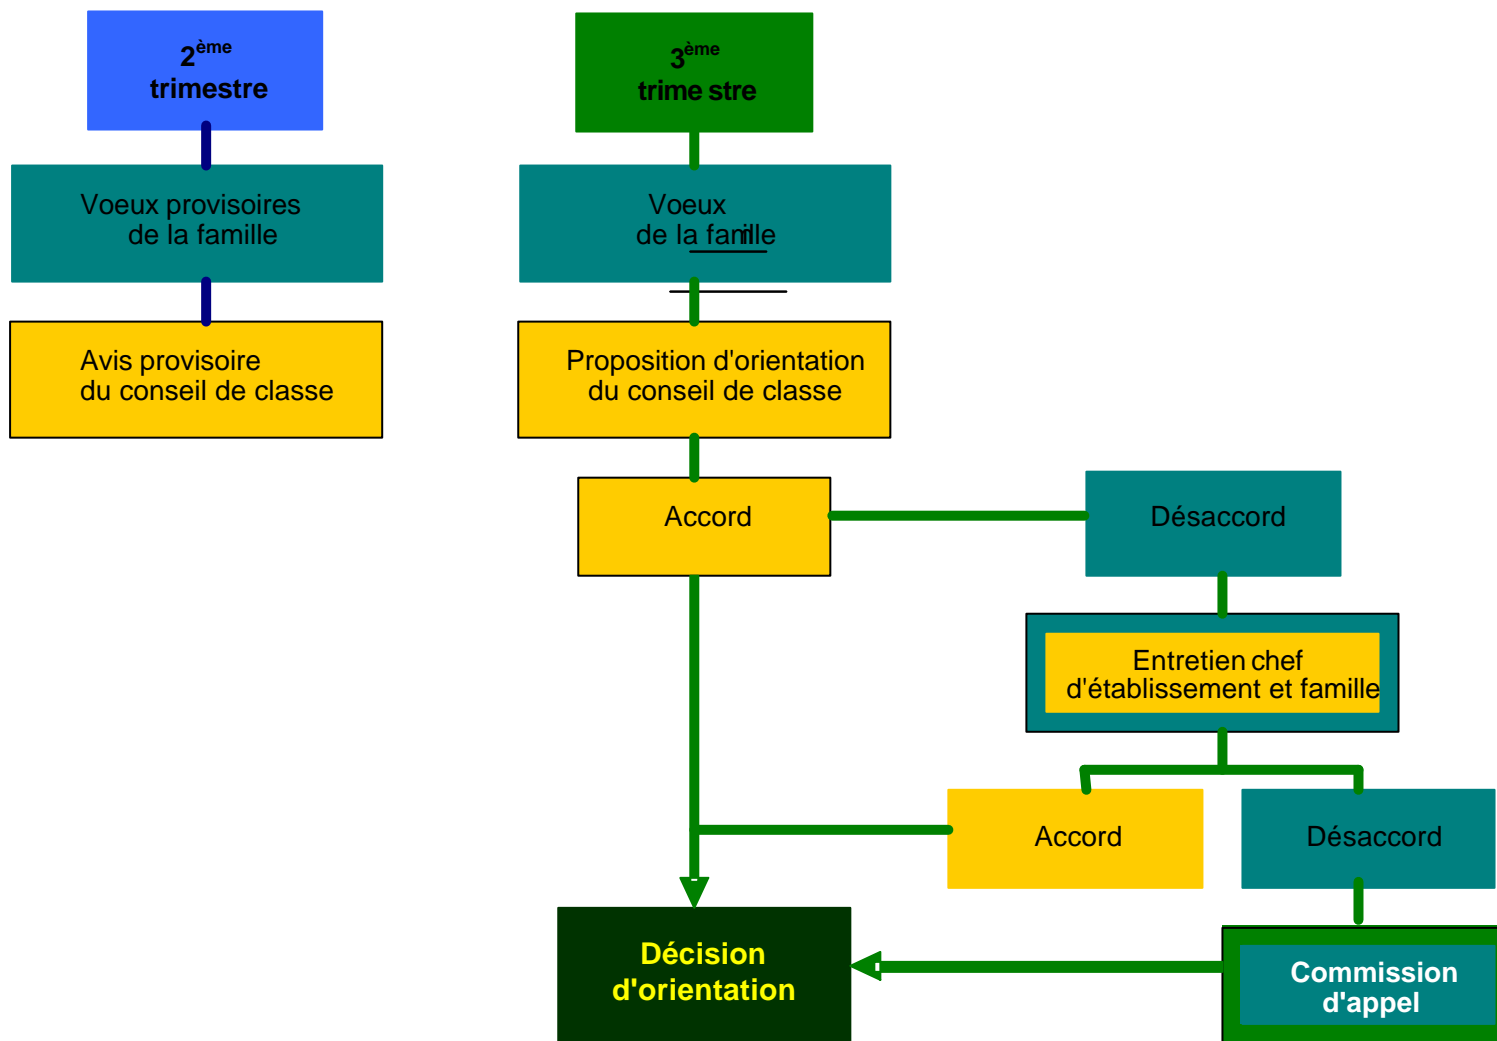 2ème
trimestre
3ème
trime stre
Voeux provisoires
de la famille
Voeux
de la famille
Avis provisoire
du conseil de classe
Proposition d'orientation
du conseil de classe
Accord
Désaccord
Entretien chef
d'établissement et famille
Accord
Désaccord
Décision
d'orientation
Commission
d'appel